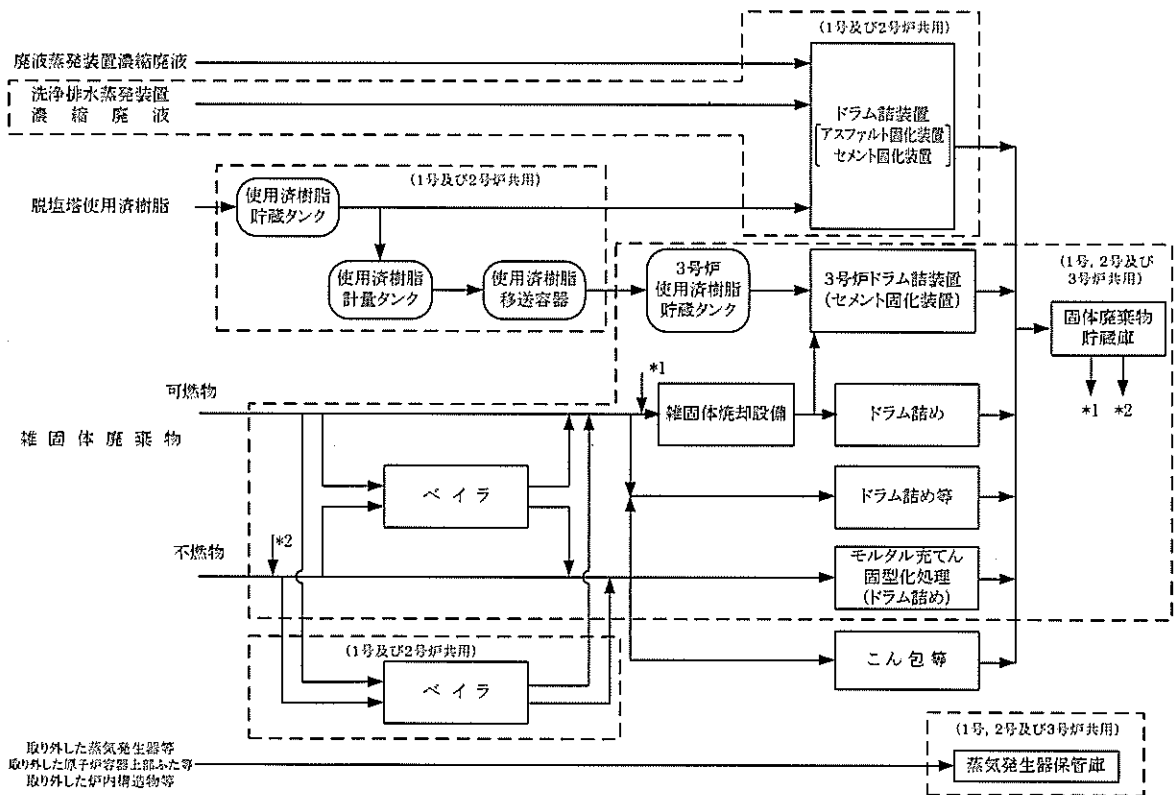 (1号及び2号炉共用)
廃液蒸発装置濃縮廃液
洗浄排水蒸発装置
濃縮廃液
ドラム詰装置
アスファルト固化装置
セメント固化装置
(1号及び2号炉共用)
脱塩塔使用済樹脂
使用済樹脂
貯蔵タンク
使用済樹脂
計量タンク
使用済樹脂
移送容器
3号炉
使用済樹脂
貯蔵タンク
3号炉ドラム詰装置
(セメント固化装置)
(1号, 2号及び
3号炉共用)
固体廃棄物
貯蔵庫
*1
*2
可燃物
*1
雑固体焼却設備
ドラム詰め
雑固体廃棄物
ベイラ
ドラム詰め等
不燃物
*2
モルタル充てん
固型化処理
(ドラム詰め)
(1号及び2号炉共用)
ベイラ
こん包等
取り外した蒸気発生器等
取り外した原子炉容器上部ふた等
取り外した炉内構造物等
(1号, 2号及び3号炉共用)
蒸気発生器保管庫